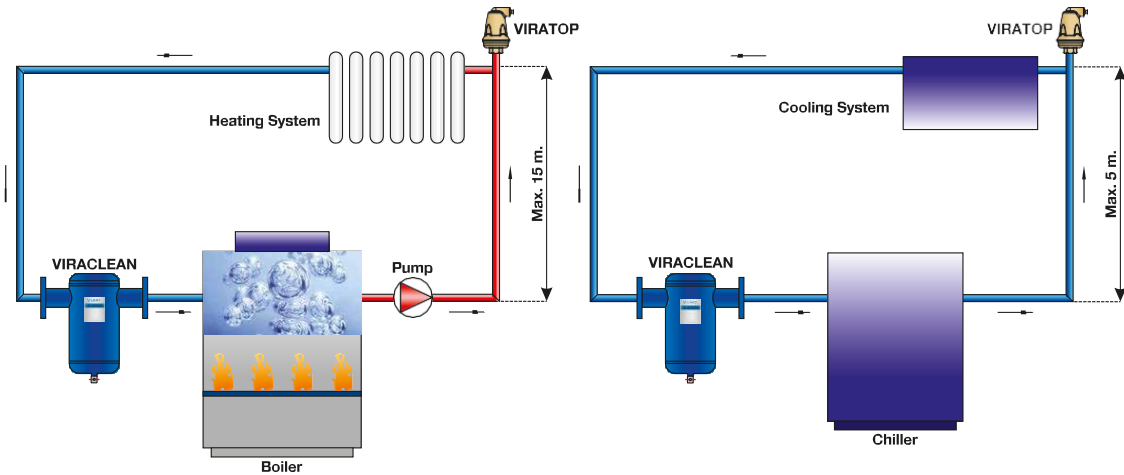 VIRATOP
Heating System
Max. 15 m.
VIRACLEAN
Pump
Boiler
VIRATOP
Cooling System
Max. 5 m.
VIRACLEAN
Chiller